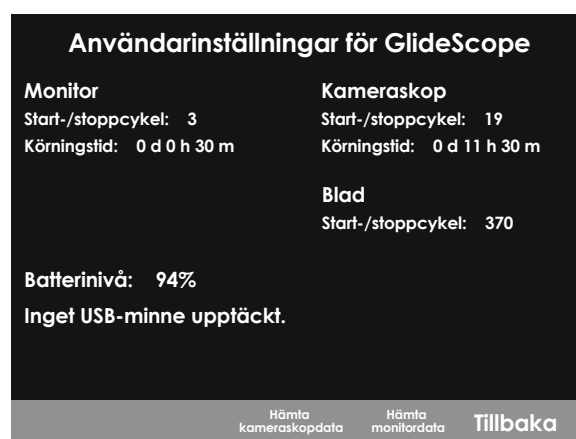 Användarinställningar för GlideScope
Monitor
Start-/stoppcykel: 3
Körningstid: 0 d 0 h 30 m
Kameraskop
Start-/stoppcykel: 19
Körningstid: 0 d 11 h 30 m
Blad
Start-/stoppcykel: 370
Batterinivå: 94%
Inget USB-minne upptäckt.
Hämta
kameraskopdata
Hämta
monitordata
Tillbaka